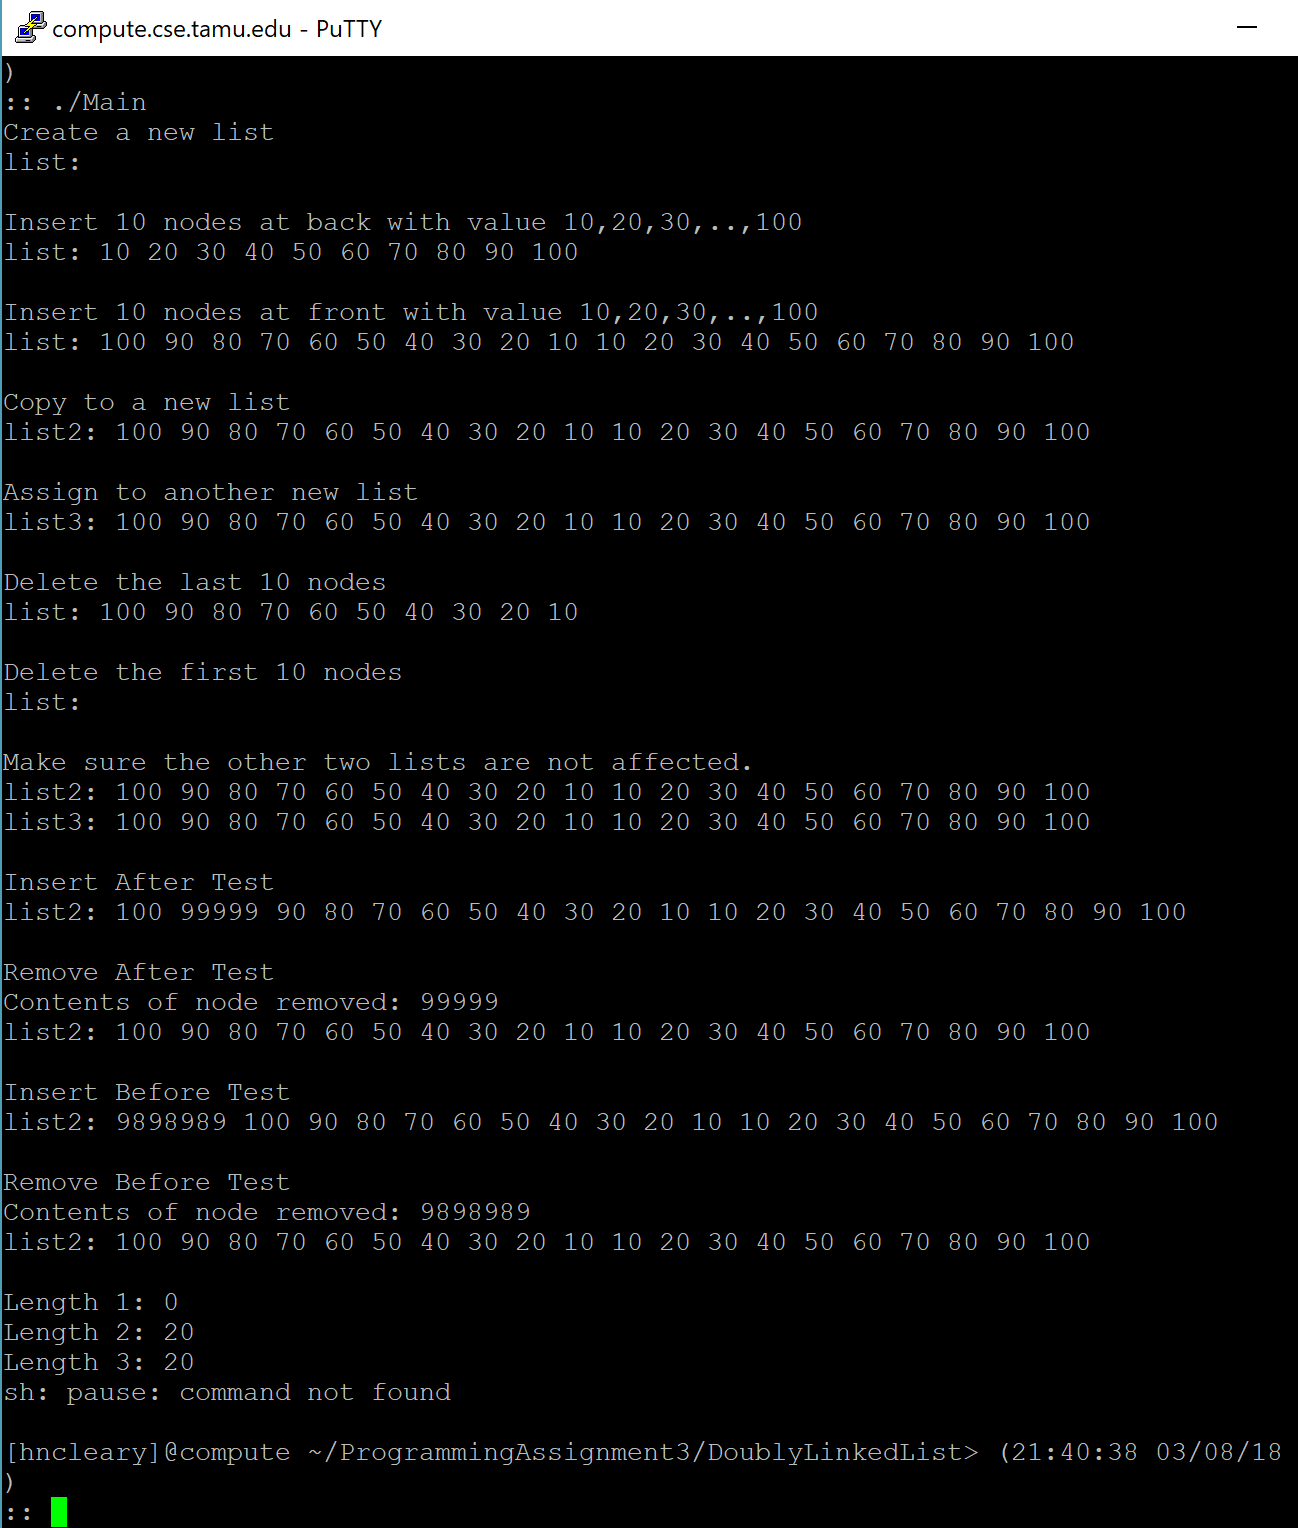 compute.cse.tamu.edu - PuTTY
)
:: ./Main
Create a new list
list:
Insert 10 nodes at back with value 10,20,30,..,100
list: 10 20 30 40 50 60 70 80 90 100
Insert 10 nodes at front with value 10,20,30,..,100
list: 100 90 80 70 60 50 40 30 20 10 10 20 30 40 50 60 70 80 90 100
Copy to a new list
list2: 100 90 80 70 60 50 40 30 20 10 10 20 30 40 50 60 70 80 90 100
Assign to another new list
list3: 100 90 80 70 60 50 40 30 20 10 10 20 30 40 50 60 70 80 90 100
Delete the last 10 nodes
list: 100 90 80 70 60 50 40 30 20 10
Delete the first 10 nodes
list:
Make sure the other two lists are not affected.
list2: 100 90 80 70 60 50 40 30 20 10 10 20 30 40 50 60 70 80 90 100
list3: 100 90 80 70 60 50 40 30 20 10 10 20 30 40 50 60 70 80 90 100
Insert After Test
list2: 100 99999 90 80 70 60 50 40 30 20 10 10 20 30 40 50 60 70 80 90 100
Remove After Test
Contents of node removed: 99999
list2: 100 90 80 70 60 50 40 30 20 10 10 20 30 40 50 60 70 80 90 100
Insert Before Test
list2: 9898989 100 90 80 70 60 50 40 30 20 10 10 20 30 40 50 60 70 80 90 100
Remove Before Test
Contents of node removed: 9898989
list2: 100 90 80 70 60 50 40 30 20 10 10 20 30 40 50 60 70 80 90 100
Length 1: 0
Length 2: 20
Length 3: 20
sh: pause: command not found
[hncleary]@compute ~/ProgrammingAssignment3/DoublyLinkedList> (21:40:38 03/08/18
)
::